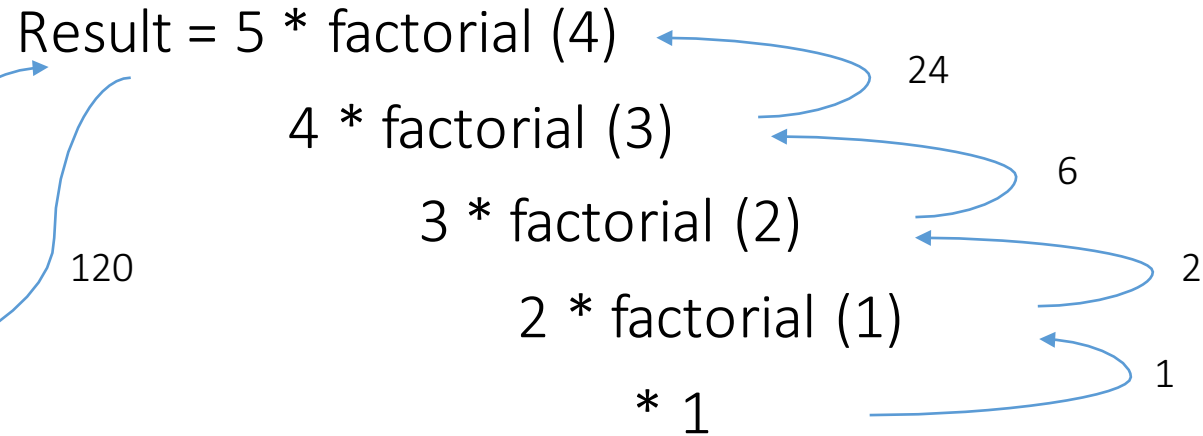 Result = 5 * factorial (4)
24
4 * factorial (3)
6
3 * factorial (2)
120
2
2 * factorial (1)
1
* 1